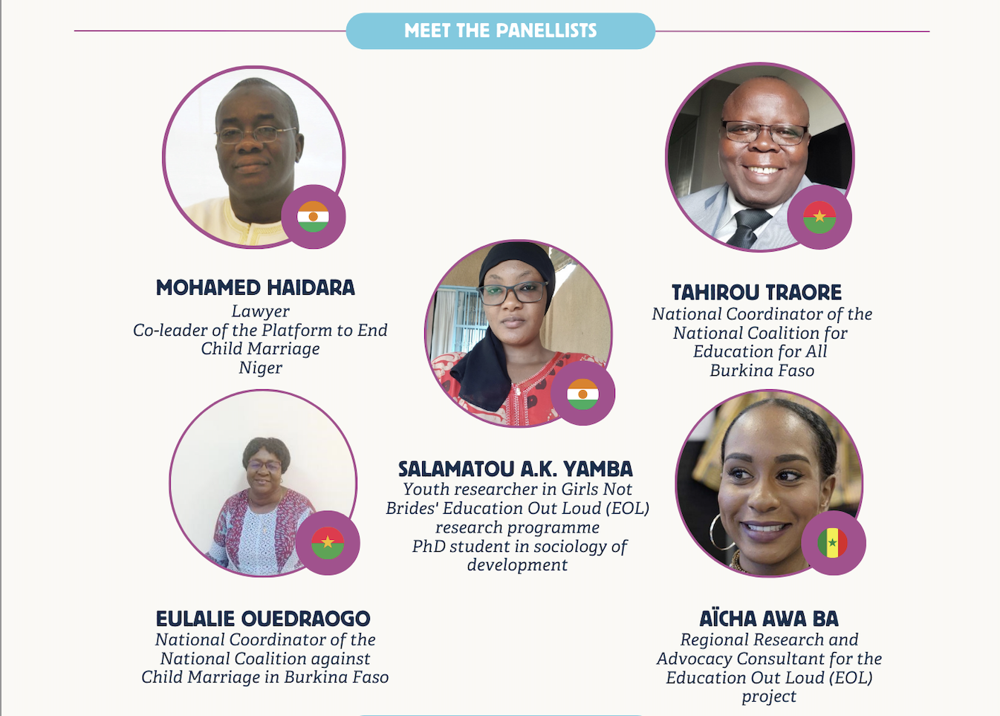 MEET THE PANELLISTS
MOHAMED HAIDARA
Lawyer
Co-leader of the Platform to End
Child Marriage
Niger
TAHIROU TRAORE
National Coordinator of the
National Coalition for
Education for All
Burkina Faso
SALAMATOU A.K. YAMBA
Youth researcher in Girls Not
Brides' Education Out Loud (EOL)
research programme
PhD student in sociology of
development
EULALIE OUEDRAOGO
National Coordinator of the
National Coalition against
Child Marriage in Burkina Faso
AÏCHA AWA BA
Regional Research and
Advocacy Consultant for the
Education Out Loud (EOL)
project